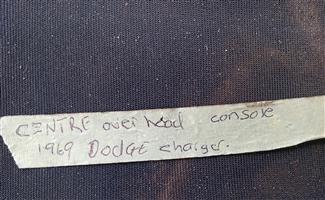 CENTRE over head console
1969 DODGE charger.